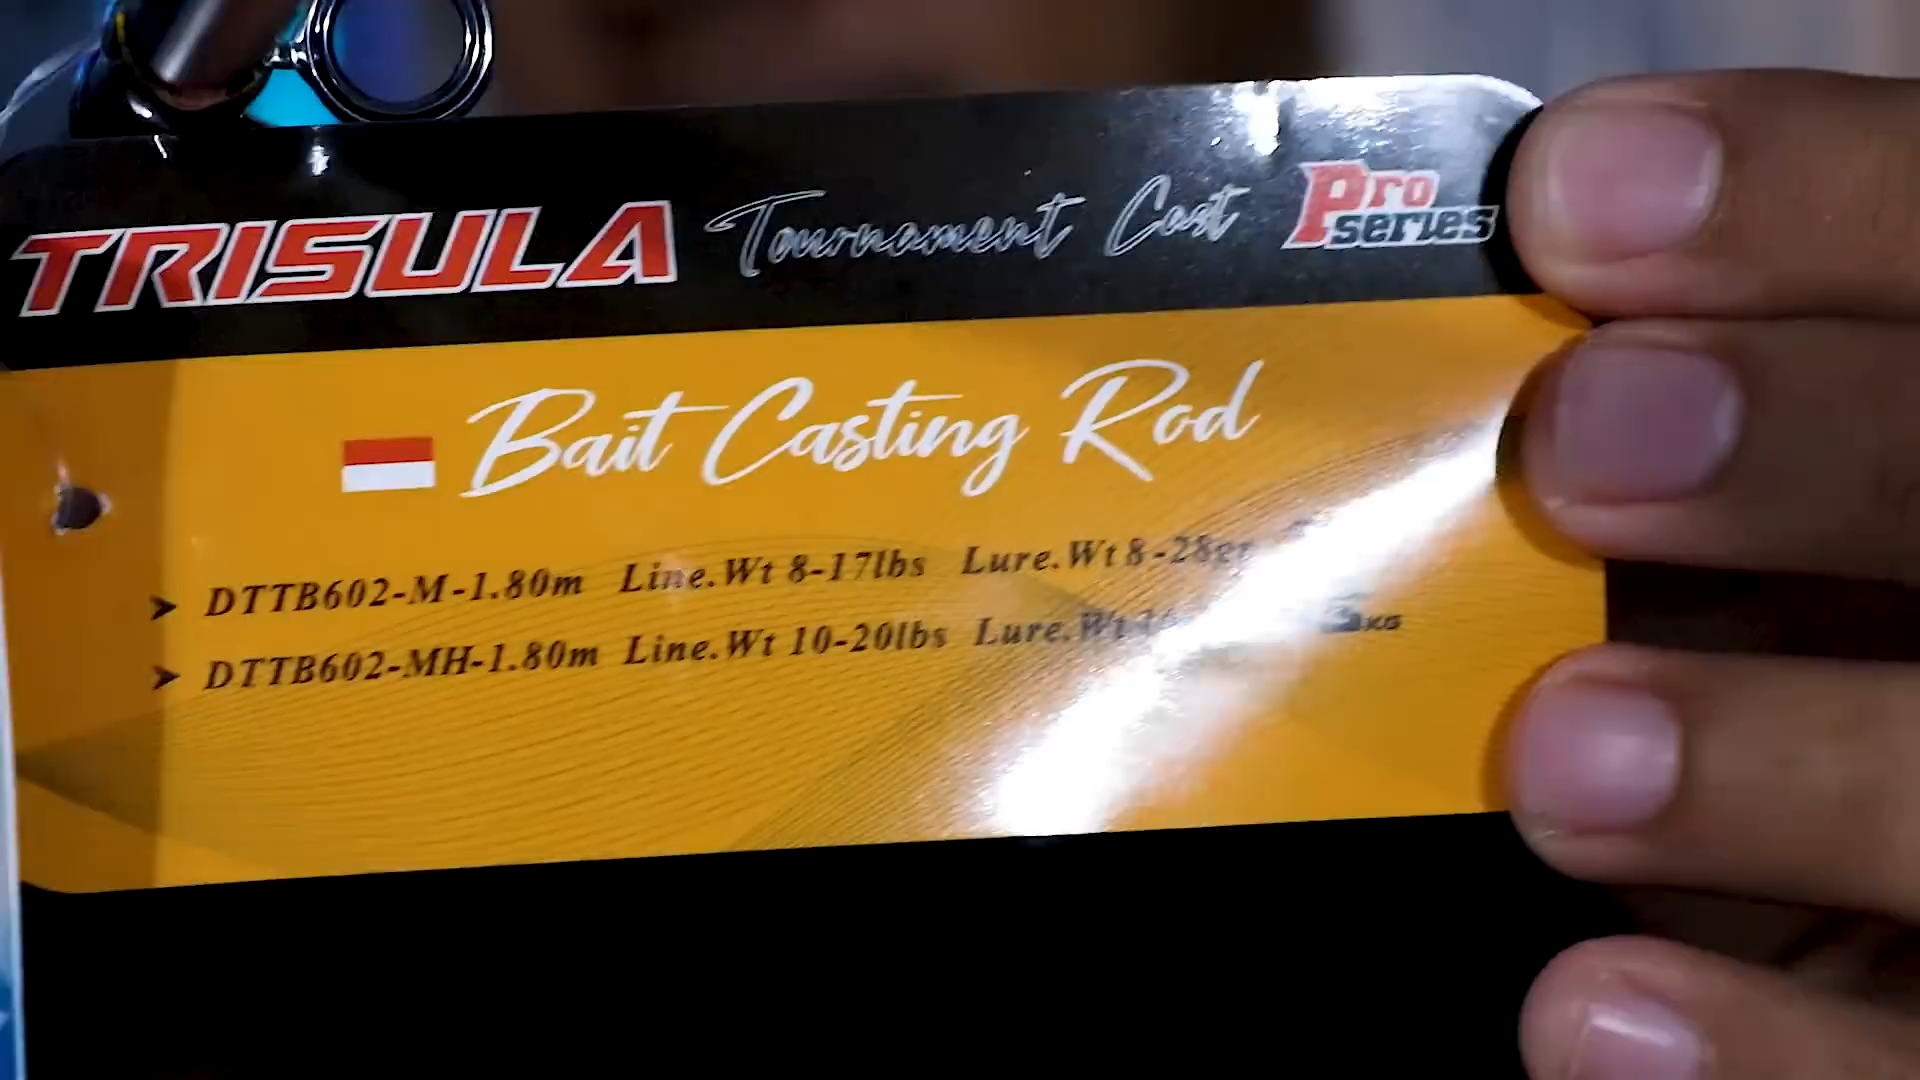 TRISULA Tournament Cast Pro series
Bait Casting Rod
➤ DTTB602-M-1.80m Line.Wt 8-17lbs Lure.Wt 8-28gr
➤ DTTB602-MH-1.80m Line.Wt 10-20lbs Lure.Wt KG